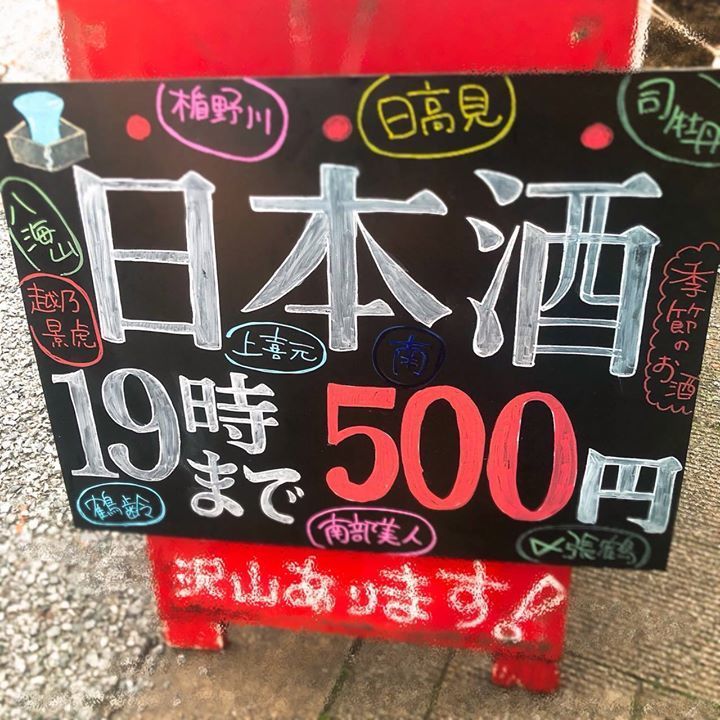 楯野川
日高見
司牡丹
八海山
日本酒
季節のお酒
越乃
景虎
上喜元
南
19時
まで
500円
鶴齢
南部美人
〆張鶴
沢山あります!